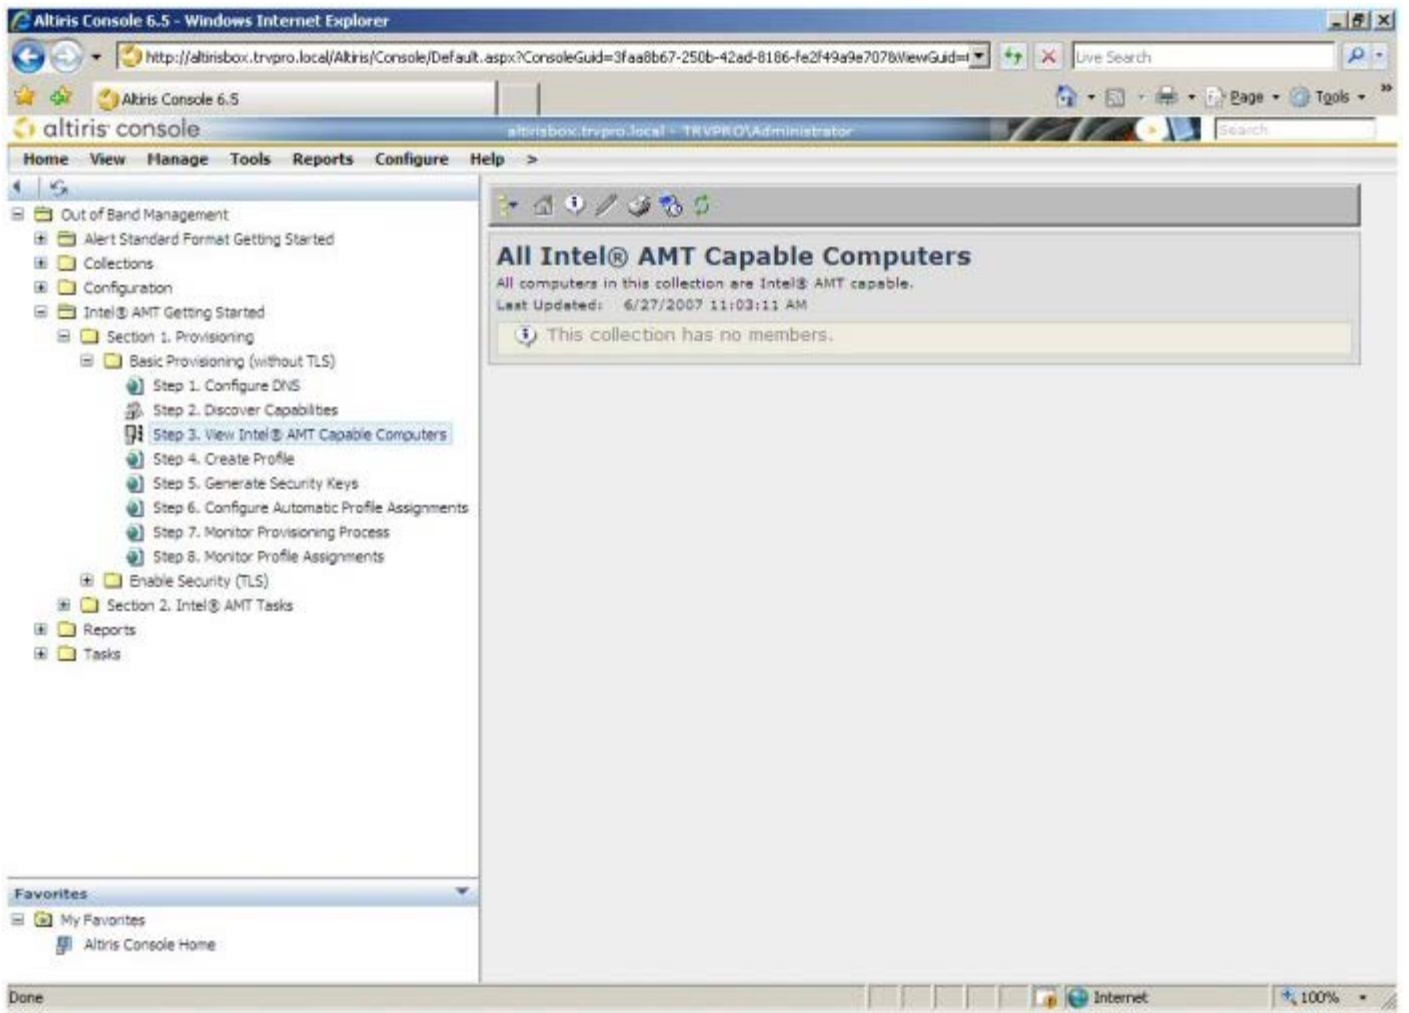 Altiris Console 6.5 - Windows Internet Explorer
http://altirisbox.trvpro.local/Altiris/Console/Default.aspx?ConsoleGuid=3faa8b67-250b-42ad-8186-fe2f49a9e707&ViewGuid=
Live Search
Altiris Console 6.5
Page
Tools
altiris console
altirisbox.trvpro.local - TRVPRO\Administrator
Search
Home View Manage Tools Reports Configure Help >
Out of Band Management
Alert Standard Format Getting Started
Collections
Configuration
Intel® AMT Getting Started
Section 1. Provisioning
Basic Provisioning (without TLS)
Step 1. Configure DNS
Step 2. Discover Capabilities
Step 3. View Intel® AMT Capable Computers
Step 4. Create Profile
Step 5. Generate Security Keys
Step 6. Configure Automatic Profile Assignments
Step 7. Monitor Provisioning Process
Step 8. Monitor Profile Assignments
Enable Security (TLS)
Section 2. Intel® AMT Tasks
Reports
Tasks
All Intel® AMT Capable Computers
All computers in this collection are Intel® AMT capable.
Last Updated: 6/27/2007 11:03:11 AM
This collection has no members.
Favorites
My Favorites
Altiris Console Home
Done
Internet
100%